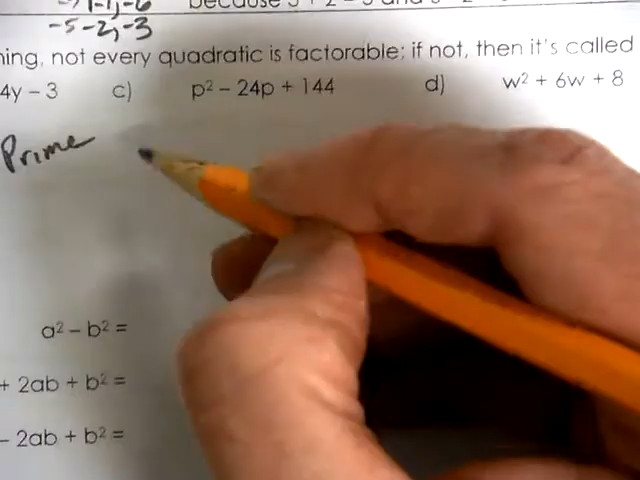 -5-2,-3
not every quadratic is factorable; if not, then it's called
4y – 3 c) p² – 24p + 144 d) w² + 6w + 8
Prime
a² – b² =
+ 2ab + b² =
– 2ab + b² =